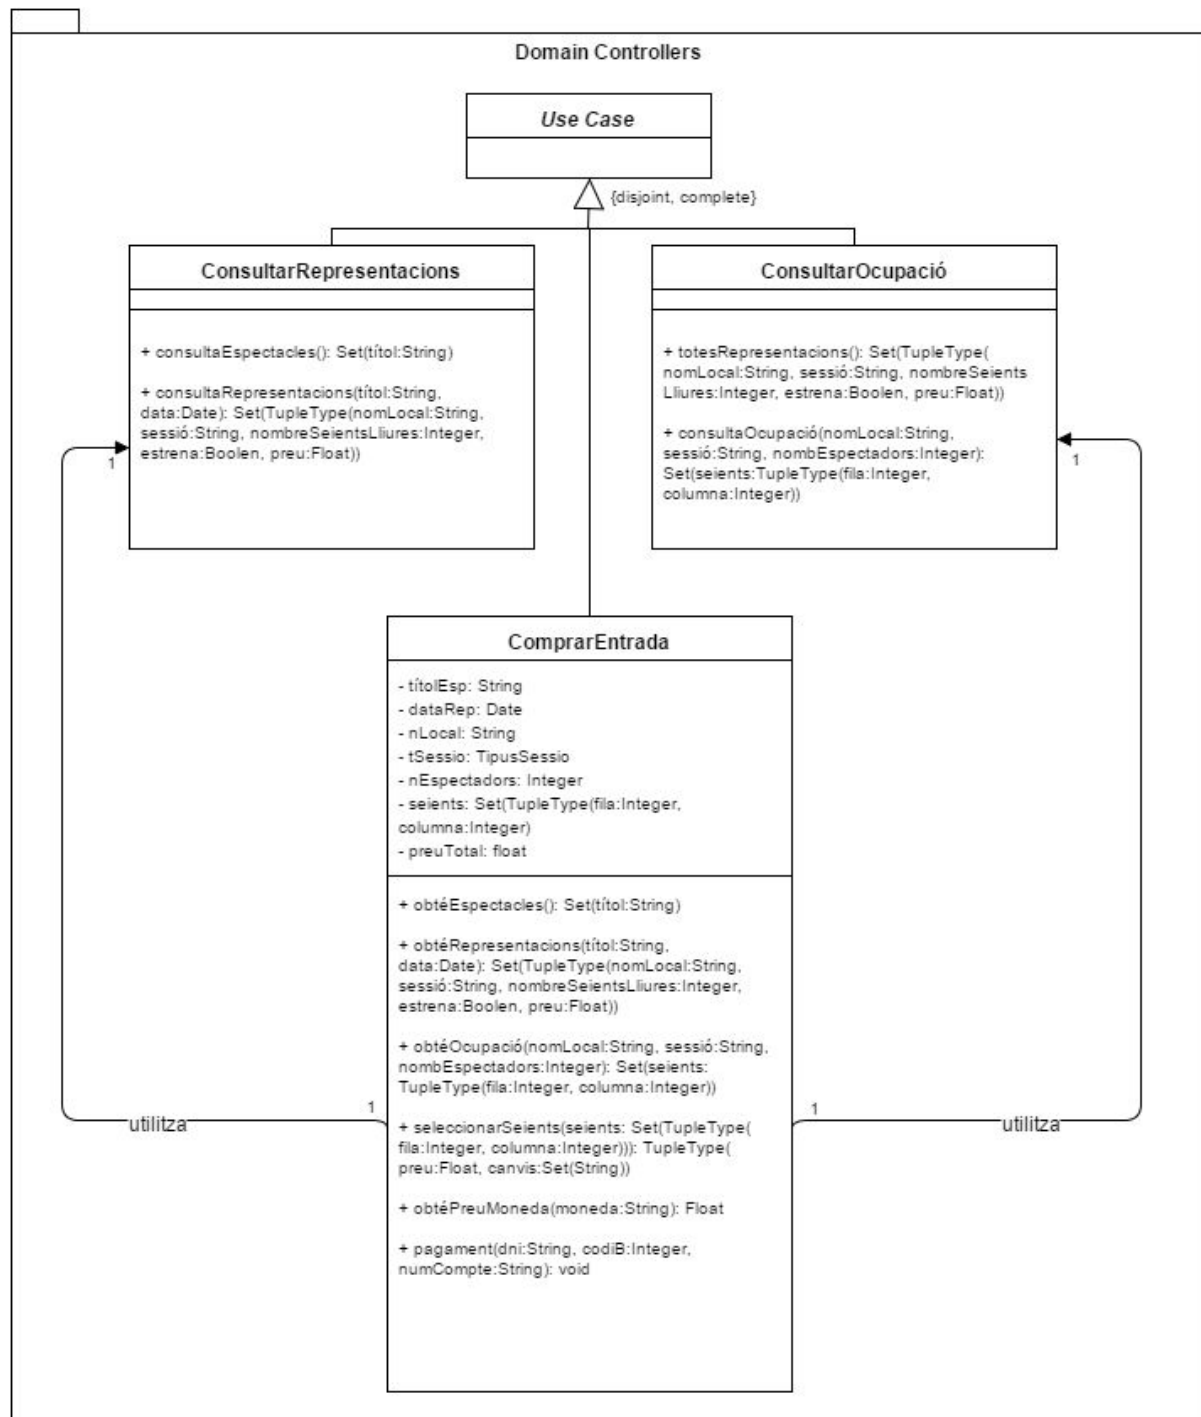 Domain Controllers
Use Case
{disjoint, complete}
ConsultarRepresentacions
+ consultaEspectacles(): Set(títol:String)
+ consultaRepresentacions(títol:String,
data:Date): Set(TupleType(nomLocal:String,
sessió:String, nombreSeientsLliures:Integer,
estrena:Boolen, preu:Float))
1
ConsultarOcupació
+ totesRepresentacions(): Set(TupleType(
nomLocal:String, sessió:String, nombreSeients
Lliures:Integer, estrena:Boolen, preu:Float))
+ consultaOcupació(nomLocal:String,
sessió:String, nombEspectadors:Integer):
Set(seients:TupleType(fila:Integer,
columna:Integer))
1
ComprarEntrada
- títolEsp: String
- dataRep: Date
- nLocal: String
- tSessio: TipusSessio
- nEspectadors: Integer
- seients: Set(TupleType(fila:Integer,
columna:Integer)
- preuTotal: float
+ obtéEspectacles(): Set(títol:String)
+ obtéRepresentacions(títol:String,
data:Date): Set(TupleType(nomLocal:String,
sessió:String, nombreSeientsLliures:Integer,
estrena:Boolen, preu:Float))
+ obtéOcupació(nomLocal:String, sessió:String,
nombEspectadors:Integer): Set(seients:
TupleType(fila:Integer, columna:Integer))
+ seleccionarSeients(seients: Set(TupleType(
fila:Integer, columna:Integer))): TupleType(
preu:Float, canvis:Set(String))
+ obtéPreuMoneda(moneda:String): Float
+ pagament(dni:String, codiB:Integer,
numCompte:String): void
1
utilitza
1
utilitza